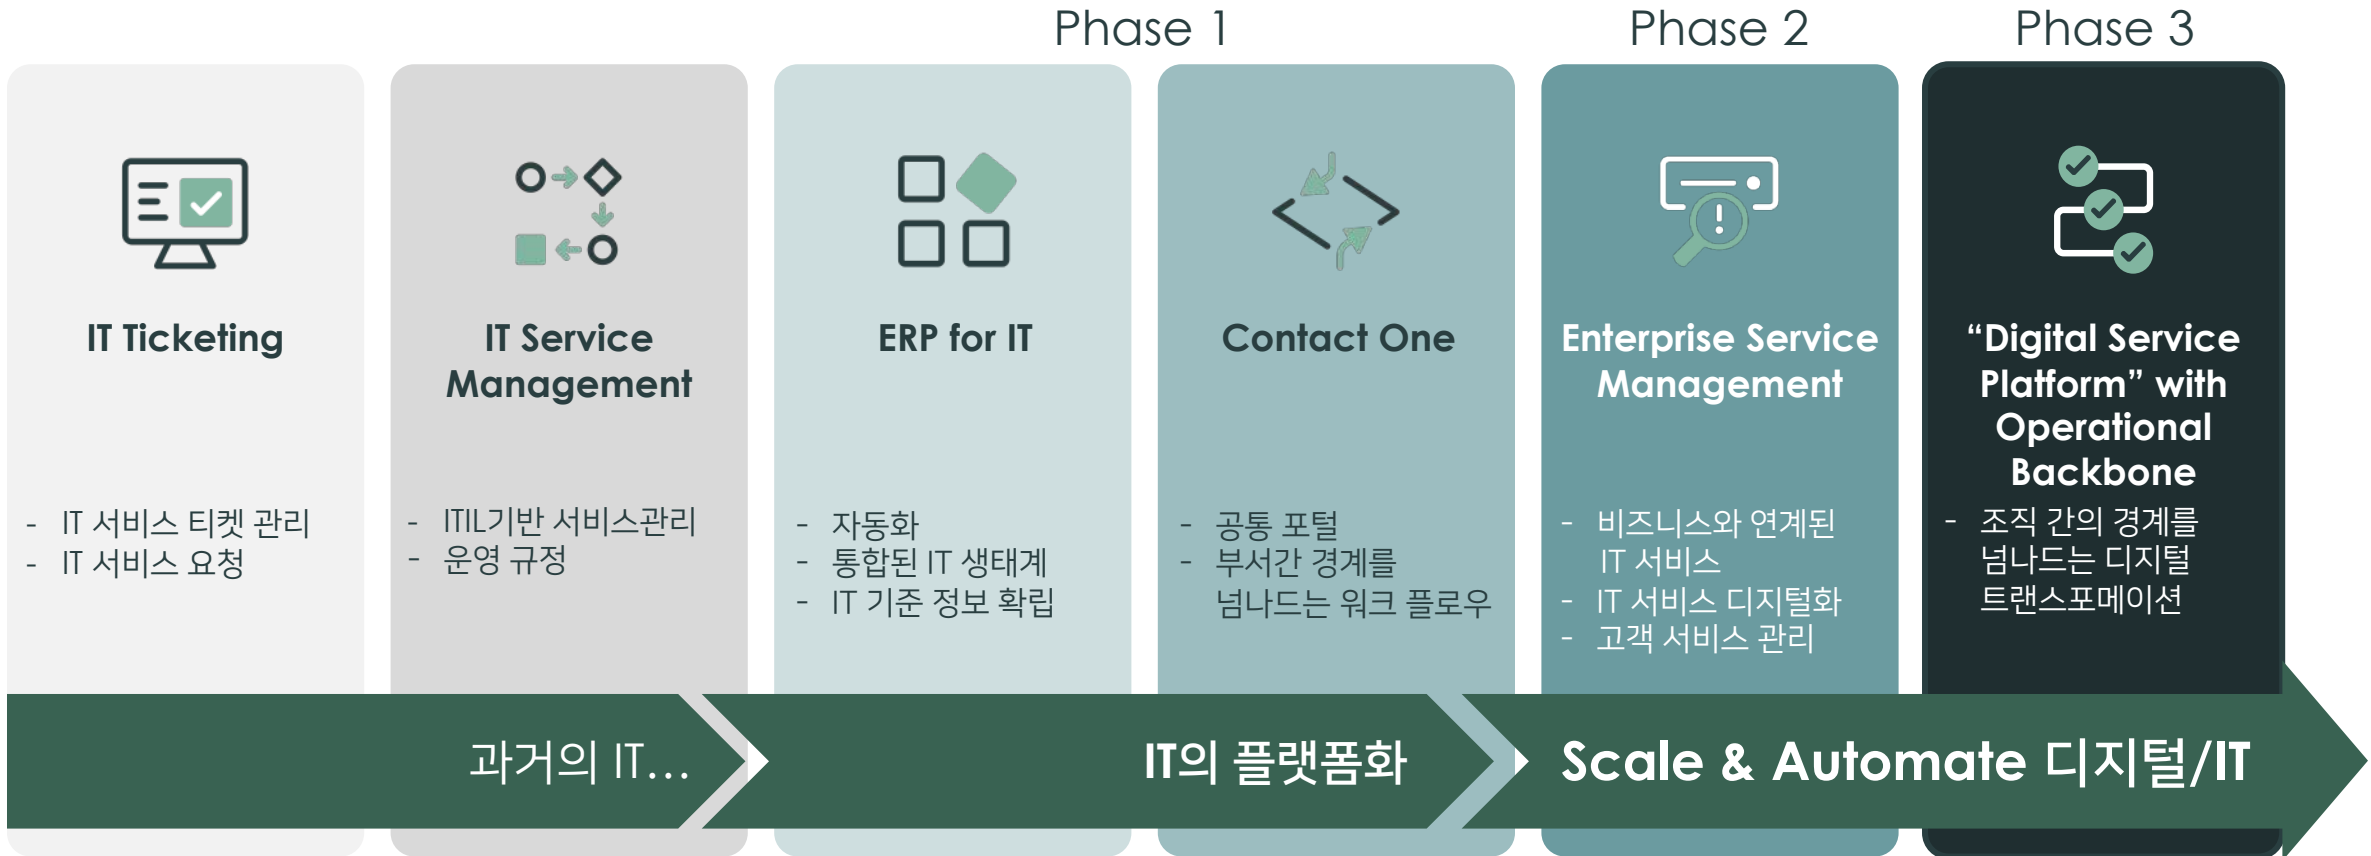 Phase 1
Phase 2
Phase 3
IT Ticketing
- IT 서비스 티켓 관리
- IT 서비스 요청
IT Service
Management
- ITIL기반 서비스관리
- 운영 규정
ERP for IT
- 자동화
- 통합된 IT 생태계
- IT 기준 정보 확립
Contact One
- 공통 포털
- 부서간 경계를
넘나드는 워크 플로우
Enterprise Service
Management
- 비즈니스와 연계된
IT 서비스
- IT 서비스 디지털화
- 고객 서비스 관리
“Digital Service
Platform” with
Operational
Backbone
- 조직 간의 경계를
넘나드는 디지털
트랜스포메이션
과거의 IT...
IT의 플랫폼화
Scale & Automate 디지털/IT